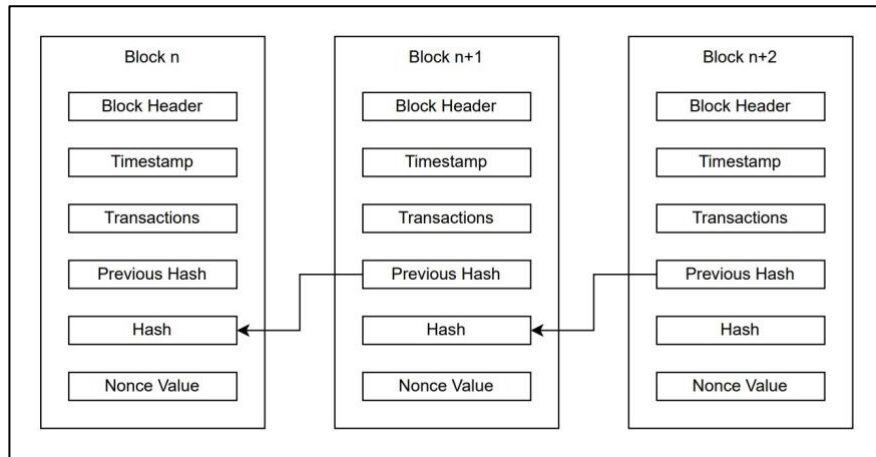 Block n
Block Header
Timestamp
Transactions
Previous Hash
Hash
Nonce Value
Block n+1
Block Header
Timestamp
Transactions
Previous Hash
Hash
Nonce Value
Block n+2
Block Header
Timestamp
Transactions
Previous Hash
Hash
Nonce Value